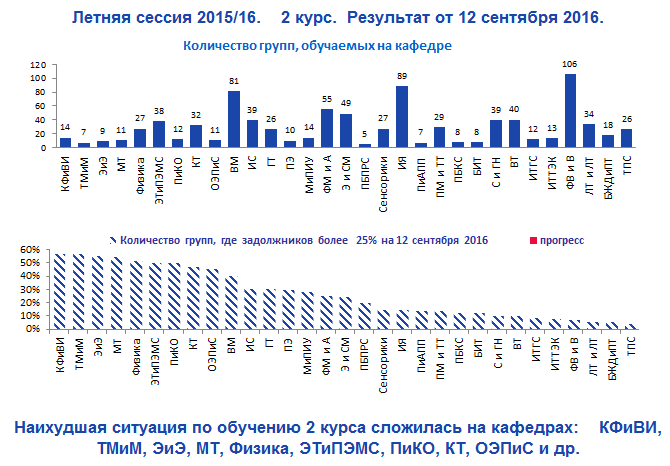 Летняя сессия 2015/16. 2 курс. Результат от 12 сентября 2016.
Количество групп, обучаемых на кафедре
120
100
80
60
40
20
0
14 7 9 11 27 38 12 32 11 81 39 26 10 14 55 49 5 27 89 7 29 8 8 39 40 12 13 106 34 18 26
КФиВИ ТМиМ ЭиЭ МТ Физика ЭТиПЭМС ПиКО КТ ОЭПиС ВМ ИС ГТ ПЭ МиПИУ ФМ и А Э и СМ ПБПРС Сенсорики ИЯ ПиАПП ПМ и ТТ ПБКС БИТ С и ГН ВТ ИТГС ИТТЭК ФВ и В ЛТ и ЛТ БЖДиПТ ТПС
Количество групп, где задолжников более 25% на 12 сентября 2016 прогресс
60%
50%
40%
30%
20%
10%
0%
КФиВИ ТМиМ ЭиЭ МТ Физика ЭТиПЭМС ПиКО КТ ОЭПиС ВМ ИС ГТ ПЭ МиПИУ ФМ и А Э и СМ ПБПРС Сенсорики ИЯ ПиАПП ПМ и ТТ ПБКС БИТ С и ГН ВТ ИТГС ИТТЭК ФВ и В ЛТ и ЛТ БЖДиПТ ТПС
Наихудшая ситуация по обучению 2 курса сложилась на кафедрах: КФиВИ,
ТМиМ, ЭиЭ, МТ, Физика, ЭТиПЭМС, ПиКО, КТ, ОЭПиС и др.